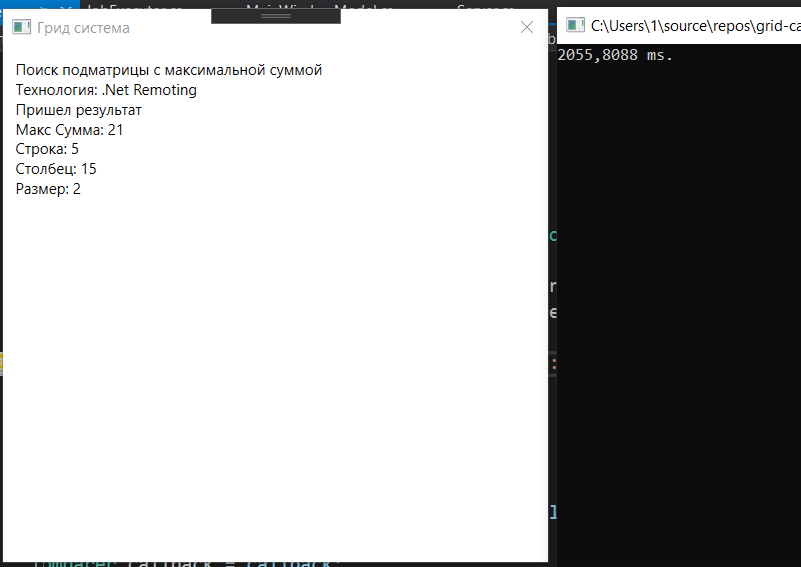 Грид система
C:\Users\1\source\repos\grid-ca
2055,8088 ms.
Поиск подматрицы с максимальной суммой
Технология: .Net Remoting
Пришел результат
Макс Сумма: 21
Строка: 5
Столбец: 15
Размер: 2